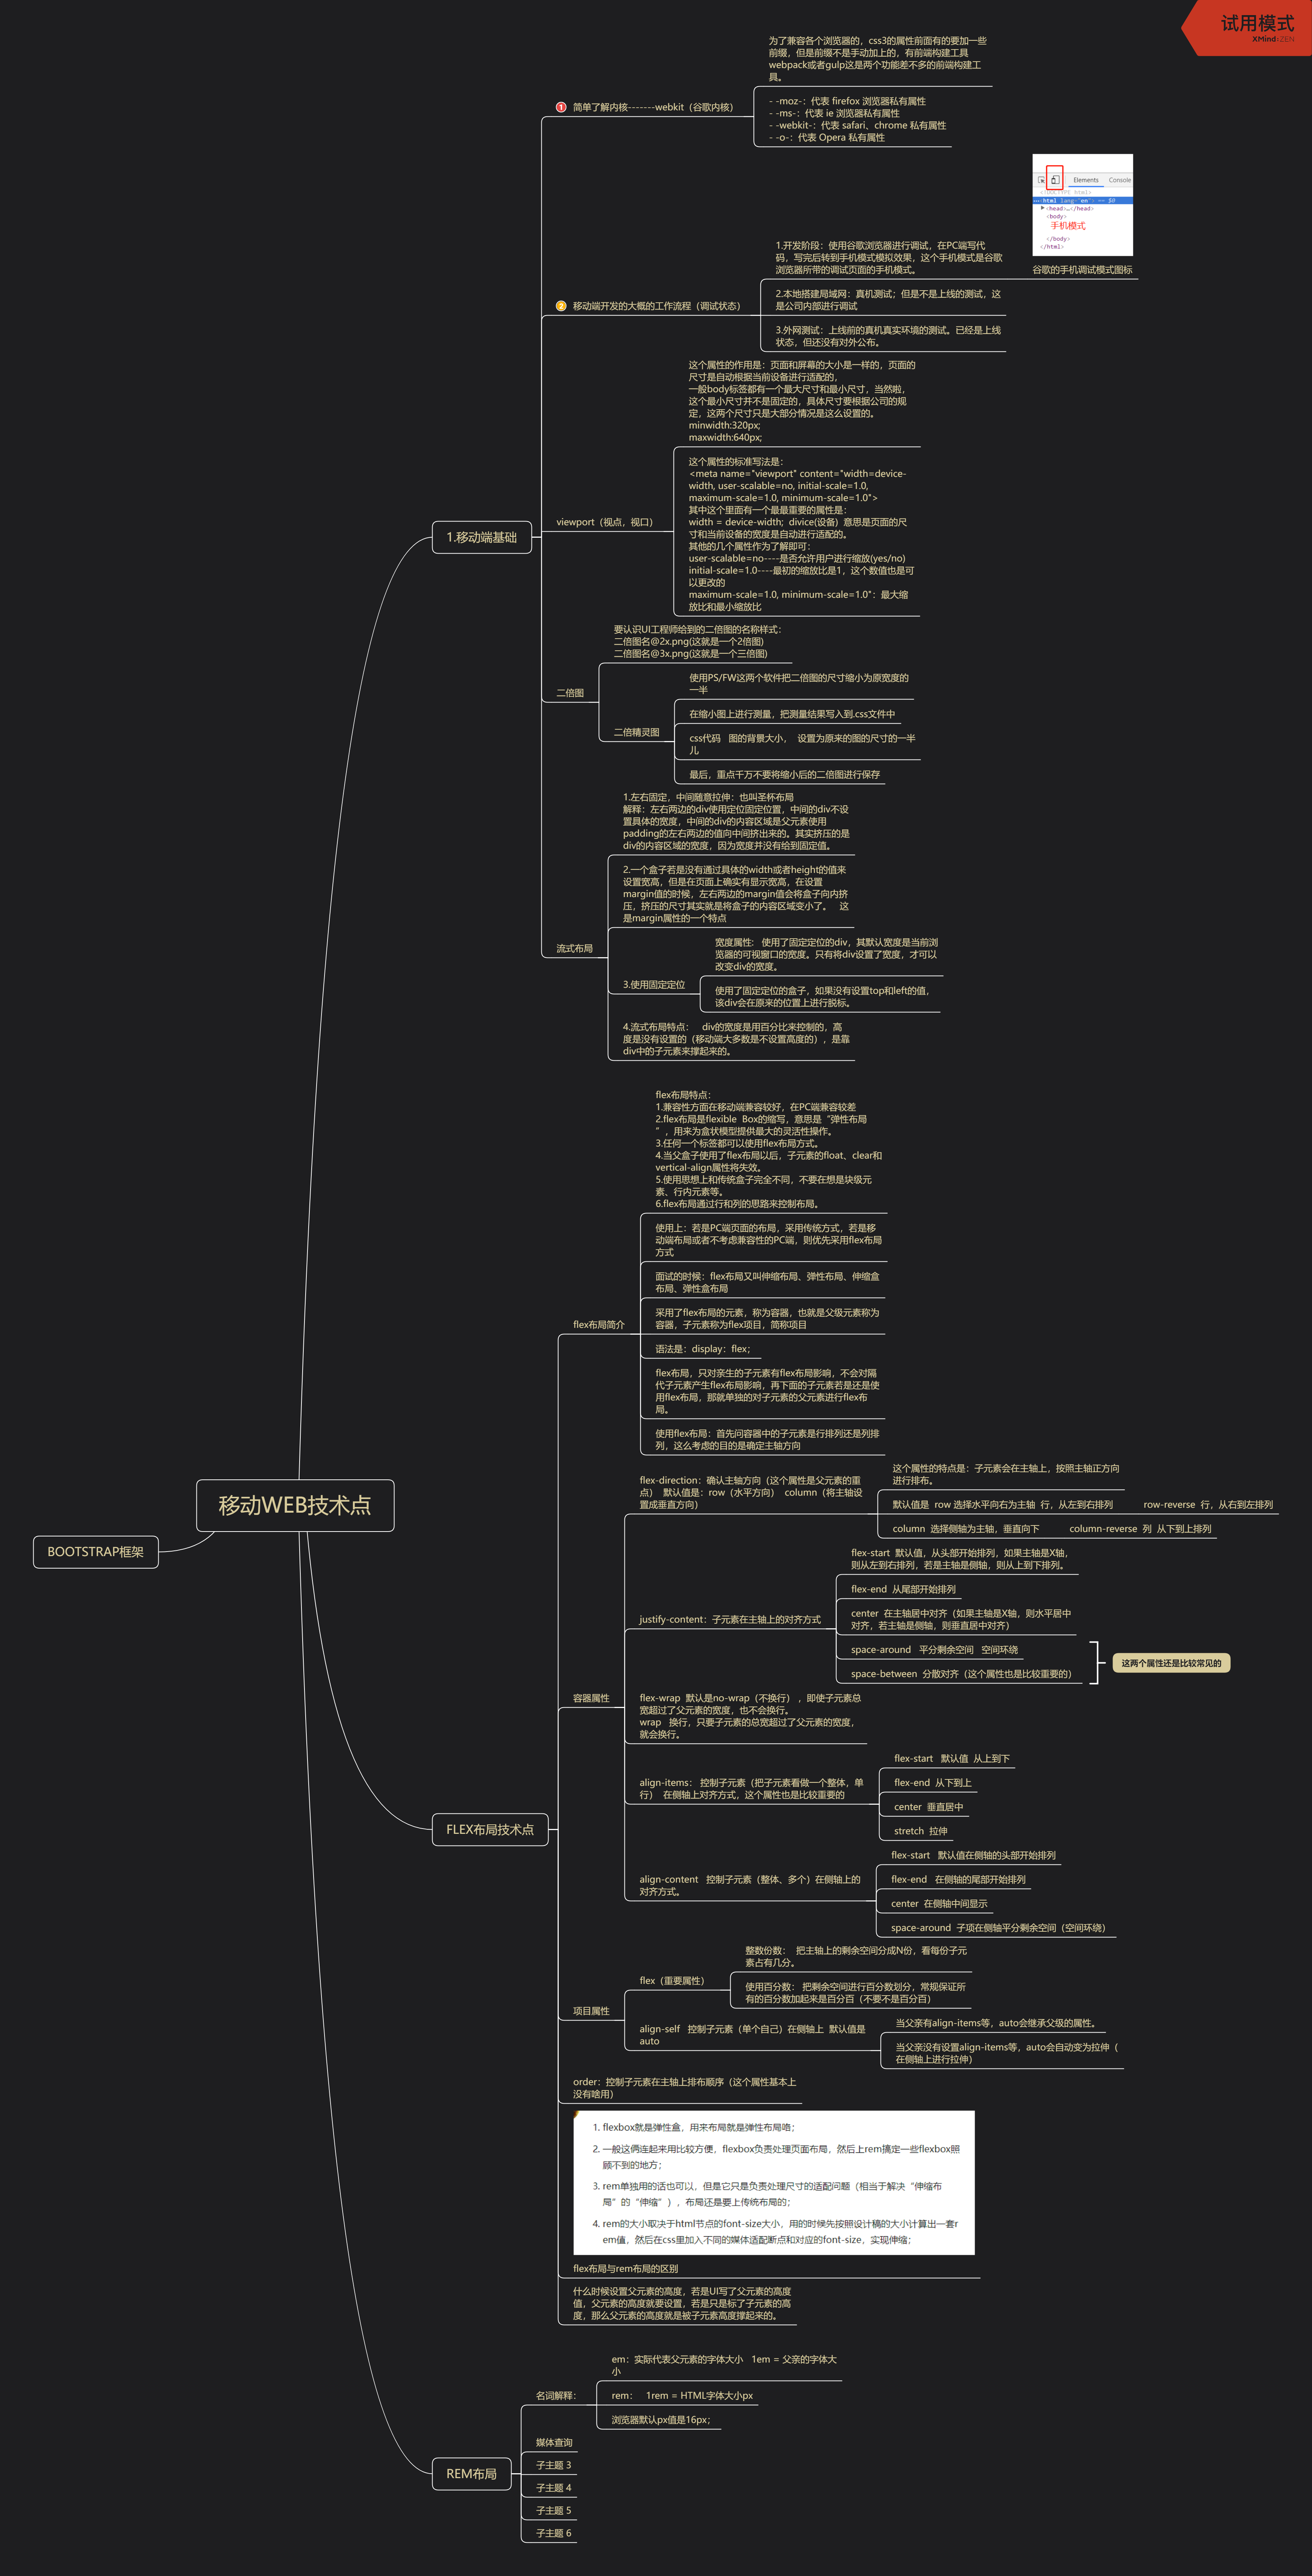 试用模式
XMind:ZEN
为了兼容各个浏览器的，css3的属性前面有的要加一些
前缀，但是前缀不是手动加上的，有前端构建工具
webpack或者gulp这是两个功能差不多的前端构建工
具。
1 简单了解内核-------webkit（谷歌内核）
- -moz-：代表 firefox 浏览器私有属性
- -ms-：代表 ie 浏览器私有属性
- -webkit-：代表 safari、chrome 私有属性
- -o-：代表 Opera 私有属性
Elements Console
<!DOCTYPE html>
<html lang="en"> == $0
<head>…</head>
<body>
手机模式
</body>
</html>
谷歌的手机调试模式图标
1.开发阶段：使用谷歌浏览器进行调试，在PC端写代
码，写完后转到手机模式模拟效果，这个手机模式是谷歌
浏览器所带的调试页面的手机模式。
2 移动端开发的大概的工作流程（调试状态）
2.本地搭建局域网：真机测试；但是不是上线的测试，这
是公司内部进行调试
3.外网测试：上线前的真机真实环境的测试。已经是上线
状态，但还没有对外公布。
这个属性的作用是：页面和屏幕的大小是一样的，页面的
尺寸是自动根据当前设备进行适配的，
一般body标签都有一个最大尺寸和最小尺寸，当然啦，
这个最小尺寸并不是固定的，具体尺寸要根据公司的规
定，这两个尺寸只是大部分情况是这么设置的。
minwidth:320px;
maxwidth:640px;
1.移动端基础
viewport（视点，视口）
这个属性的标准写法是：
<meta name="viewport" content="width=device-
width, user-scalable=no, initial-scale=1.0,
maximum-scale=1.0, minimum-scale=1.0">
其中这个里面有一个最最重要的属性是：
width = device-width; divice(设备) 意思是页面的尺
寸和当前设备的宽度是自动进行适配的。
其他的几个属性作为了解即可：
user-scalable=no----是否允许用户进行缩放(yes/no)
initial-scale=1.0----最初的缩放比是1，这个数值也是可
以更改的
maximum-scale=1.0, minimum-scale=1.0"：最大缩
放比和最小缩放比
要认识UI工程师给到的二倍图的名称样式：
二倍图名@2x.png(这就是一个2倍图)
二倍图名@3x.png(这就是一个三倍图)
二倍图
二倍精灵图
使用PS/FW这两个软件把二倍图的尺寸缩小为原宽度的
一半
在缩小图上进行测量，把测量结果写入到.css文件中
css代码 图的背景大小， 设置为原来的图的尺寸的一半
儿
最后，重点千万不要将缩小后的二倍图进行保存
1.左右固定，中间随意拉伸：也叫圣杯布局
解释：左右两边的div使用定位固定位置，中间的div不设
置具体的宽度，中间的div的内容区域是父元素使用
padding的左右两边的值向中间挤出来的。其实挤压的是
div的内容区域的宽度，因为宽度并没有给到固定值。
2.一个盒子若是没有通过具体的width或者height的值来
设置宽高，但是在页面上确实有显示宽高，在设置
margin值的时候，左右两边的margin值会将盒子向内挤
压，挤压的尺寸其实就是将盒子的内容区域变小了。 这
是margin属性的一个特点
流式布局
3.使用固定定位
宽度属性: 使用了固定定位的div，其默认宽度是当前浏
览器的可视窗口的宽度。只有将div设置了宽度，才可以
改变div的宽度。
使用了固定定位的盒子，如果没有设置top和left的值，
该div会在原来的位置上进行脱标。
4.流式布局特点： div的宽度是用百分比来控制的，高
度是没有设置的（移动端大多数是不设置高度的），是靠
div中的子元素来撑起来的。
flex布局特点：
1.兼容性方面在移动端兼容较好，在PC端兼容较差
2.flex布局是flexible Box的缩写，意思是“弹性布局
”，用来为盒状模型提供最大的灵活性操作。
3.任何一个标签都可以使用flex布局方式。
4.当父盒子使用了flex布局以后，子元素的float、clear和
vertical-align属性将失效。
5.使用思想上和传统盒子完全不同，不要在想是块级元
素、行内元素等。
6.flex布局通过行和列的思路来控制布局。
使用上：若是PC端页面的布局，采用传统方式，若是移
动端布局或者不考虑兼容性的PC端，则优先采用flex布局
方式
面试的时候：flex布局又叫伸缩布局、弹性布局、伸缩盒
布局、弹性盒布局
flex布局简介
采用了flex布局的元素，称为容器，也就是父级元素称为
容器，子元素称为flex项目，简称项目
语法是：display：flex；
flex布局，只对亲生的子元素有flex布局影响，不会对隔
代子元素产生flex布局影响，再下面的子元素若是还是使
用flex布局，那就单独的对子元素的父元素进行flex布
局。
使用flex布局：首先问容器中的子元素是行排列还是列排
列，这么考虑的目的是确定主轴方向
移动WEB技术点
BOOTSTRAP框架
flex-direction：确认主轴方向（这个属性是父元素的重
点） 默认值是：row（水平方向） column（将主轴设
置成垂直方向）
这个属性的特点是：子元素会在主轴上，按照主轴正方向
进行排布。
默认值是 row 选择水平向右为主轴 行，从左到右排列 row-reverse 行，从右到左排列
column 选择侧轴为主轴，垂直向下 column-reverse 列 从下到上排列
justify-content：子元素在主轴上的对齐方式
flex-start 默认值，从头部开始排列，如果主轴是X轴，
则从左到右排列，若是主轴是侧轴，则从上到下排列。
flex-end 从尾部开始排列
center 在主轴居中对齐（如果主轴是X轴，则水平居中
对齐，若主轴是侧轴，则垂直居中对齐）
space-around 平分剩余空间 空间环绕
space-between 分散对齐（这个属性也是比较重要的）
这两个属性还是比较常见的
容器属性
flex-wrap 默认是no-wrap（不换行），即使子元素总
宽超过了父元素的宽度，也不会换行。
wrap 换行，只要子元素的总宽超过了父元素的宽度，
就会换行。
align-items： 控制子元素（把子元素看做一个整体，单
行） 在侧轴上对齐方式，这个属性也是比较重要的
flex-start 默认值 从上到下
flex-end 从下到上
center 垂直居中
stretch 拉伸
FLEX布局技术点
align-content 控制子元素（整体、多个）在侧轴上的
对齐方式。
flex-start 默认值在侧轴的头部开始排列
flex-end 在侧轴的尾部开始排列
center 在侧轴中间显示
space-around 子项在侧轴平分剩余空间（空间环绕）
项目属性
flex（重要属性）
整数份数： 把主轴上的剩余空间分成N份，看每份子元
素占有几分。
使用百分数： 把剩余空间进行百分数划分，常规保证所
有的百分数加起来是百分百（不要不是百分百）
align-self 控制子元素（单个自己）在侧轴上 默认值是
auto
当父亲有align-items等，auto会继承父级的属性。
当父亲没有设置align-items等，auto会自动变为拉伸（
在侧轴上进行拉伸）
order：控制子元素在主轴上排布顺序（这个属性基本上
没有啥用）
1. flexbox就是弹性盒，用来布局就是弹性布局咯；
2. 一般这俩连起来用比较方便，flexbox负责处理页面布局，然后上rem搞定一些flexbox照
顾不到的地方；
3. rem单独用的话也可以，但是它只是负责处理尺寸的适配问题（相当于解决“伸缩布
局”的“伸缩”），布局还是要上传统布局的；
4. rem的大小取决于html节点的font-size大小，用的时候先按照设计稿的大小计算出一套r
em值，然后在css里加入不同的媒体适配断点和对应的font-size，实现伸缩；
flex布局与rem布局的区别
什么时候设置父元素的高度，若是UI写了父元素的高度
值，父元素的高度就要设置，若是只是标了子元素的高
度，那么父元素的高度就是被子元素高度撑起来的。
REM布局
名词解释：
em：实际代表父元素的字体大小 1em = 父亲的字体大
小
rem： 1rem = HTML字体大小px
浏览器默认px值是16px；
媒体查询
子主题 3
子主题 4
子主题 5
子主题 6